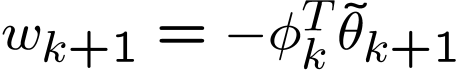 $w_{k+1} = -\phi_k^T \tilde{\theta}_{k+1}$